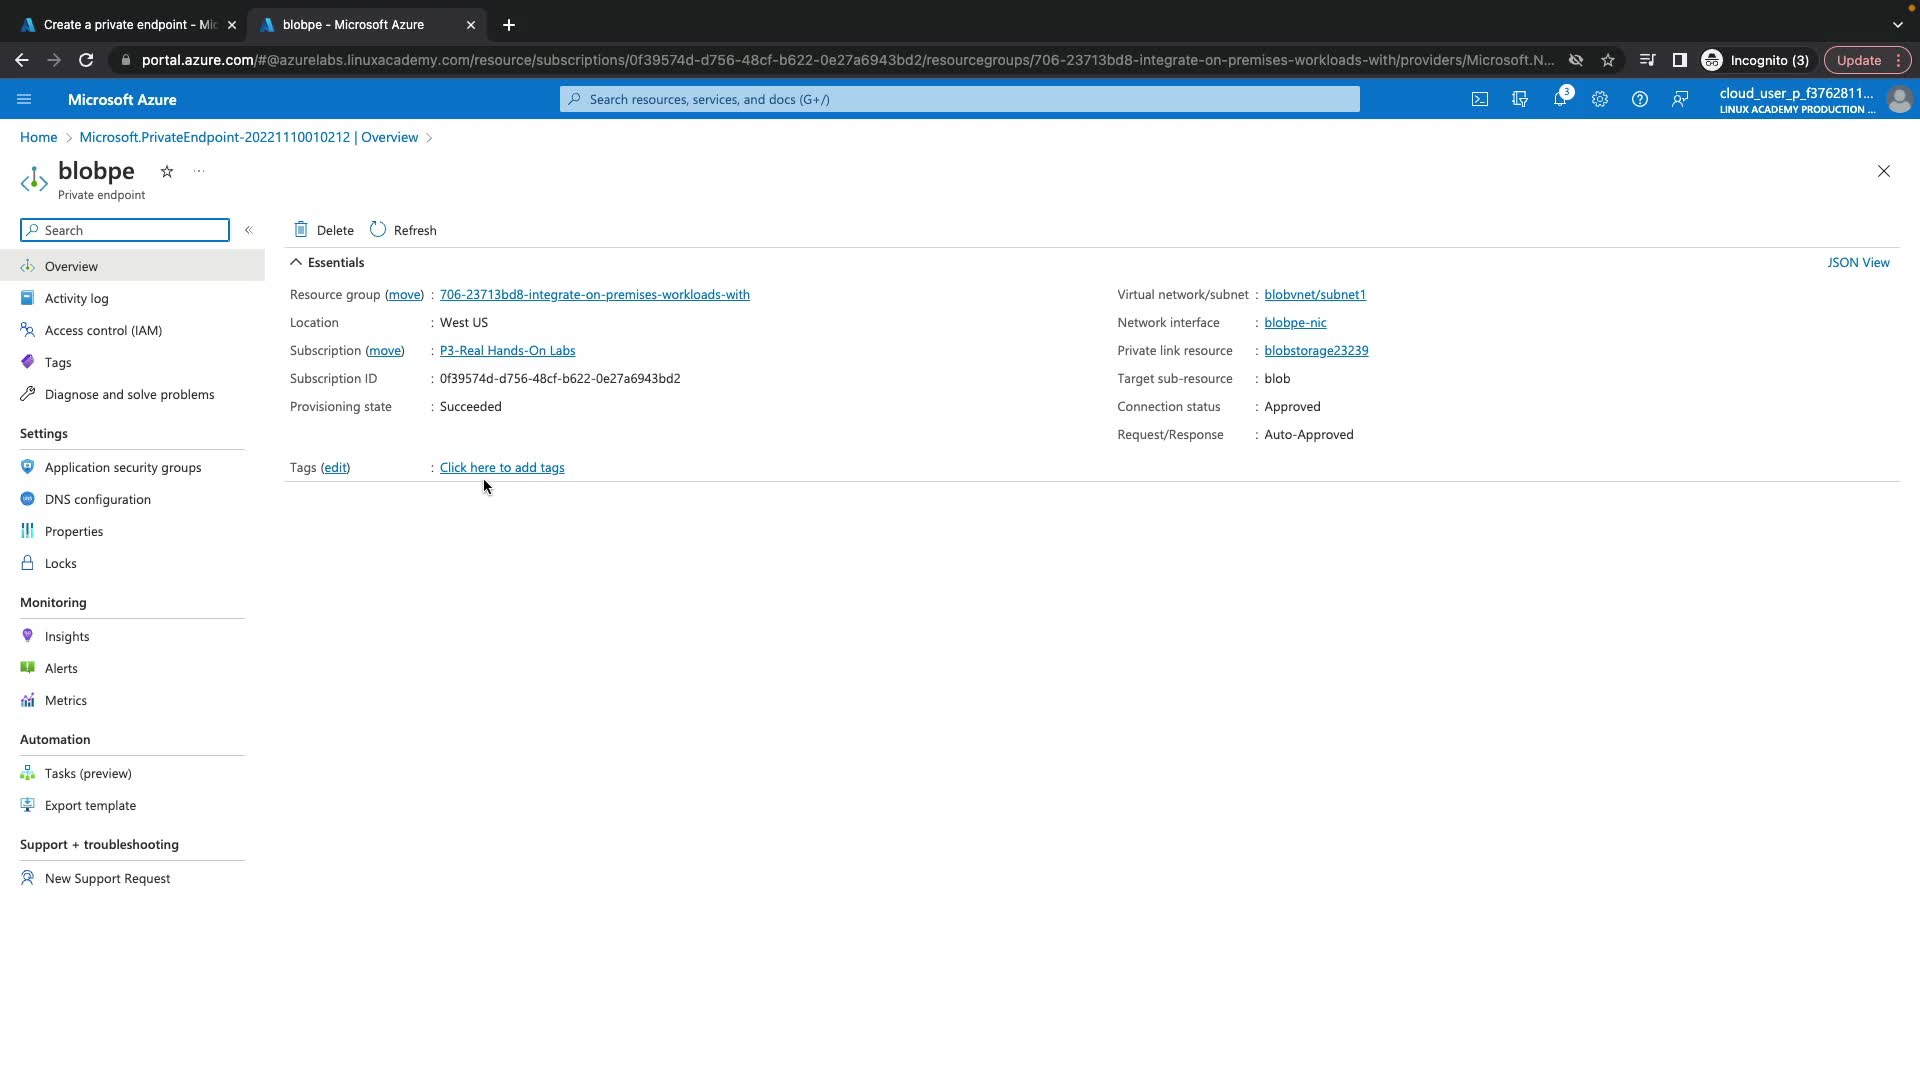 Create a private endpoint - Mic
blobpe - Microsoft Azure
portal.azure.com/#@azurelabs.linuxacademy.com/resource/subscriptions/0f39574d-d756-48cf-b622-0e27a6943bd2/resourcegroups/706-23713bd8-integrate-on-premises-workloads-with/providers/Microsoft.N...
Incognito (3)
Update
Microsoft Azure
Search resources, services, and docs (G+/)
3
cloud_user_p_f3762811...
LINUX ACADEMY PRODUCTION ...
Home > Microsoft.PrivateEndpoint-20221110010212 | Overview >
blobpe
...
Private endpoint
Search
«
Delete
Refresh
Overview
Activity log
Access control (IAM)
Tags
Diagnose and solve problems
Settings
Application security groups
DNS configuration
Properties
Locks
Monitoring
Insights
Alerts
Metrics
Automation
Tasks (preview)
Export template
Support + troubleshooting
New Support Request
Essentials
JSON View
Resource group (move) : 706-23713bd8-integrate-on-premises-workloads-with
Location : West US
Subscription (move) : P3-Real Hands-On Labs
Subscription ID : 0f39574d-d756-48cf-b622-0e27a6943bd2
Provisioning state : Succeeded
Virtual network/subnet : blobvnet/subnet1
Network interface : blobpe-nic
Private link resource : blobstorage23239
Target sub-resource : blob
Connection status : Approved
Request/Response : Auto-Approved
Tags (edit) : Click here to add tags